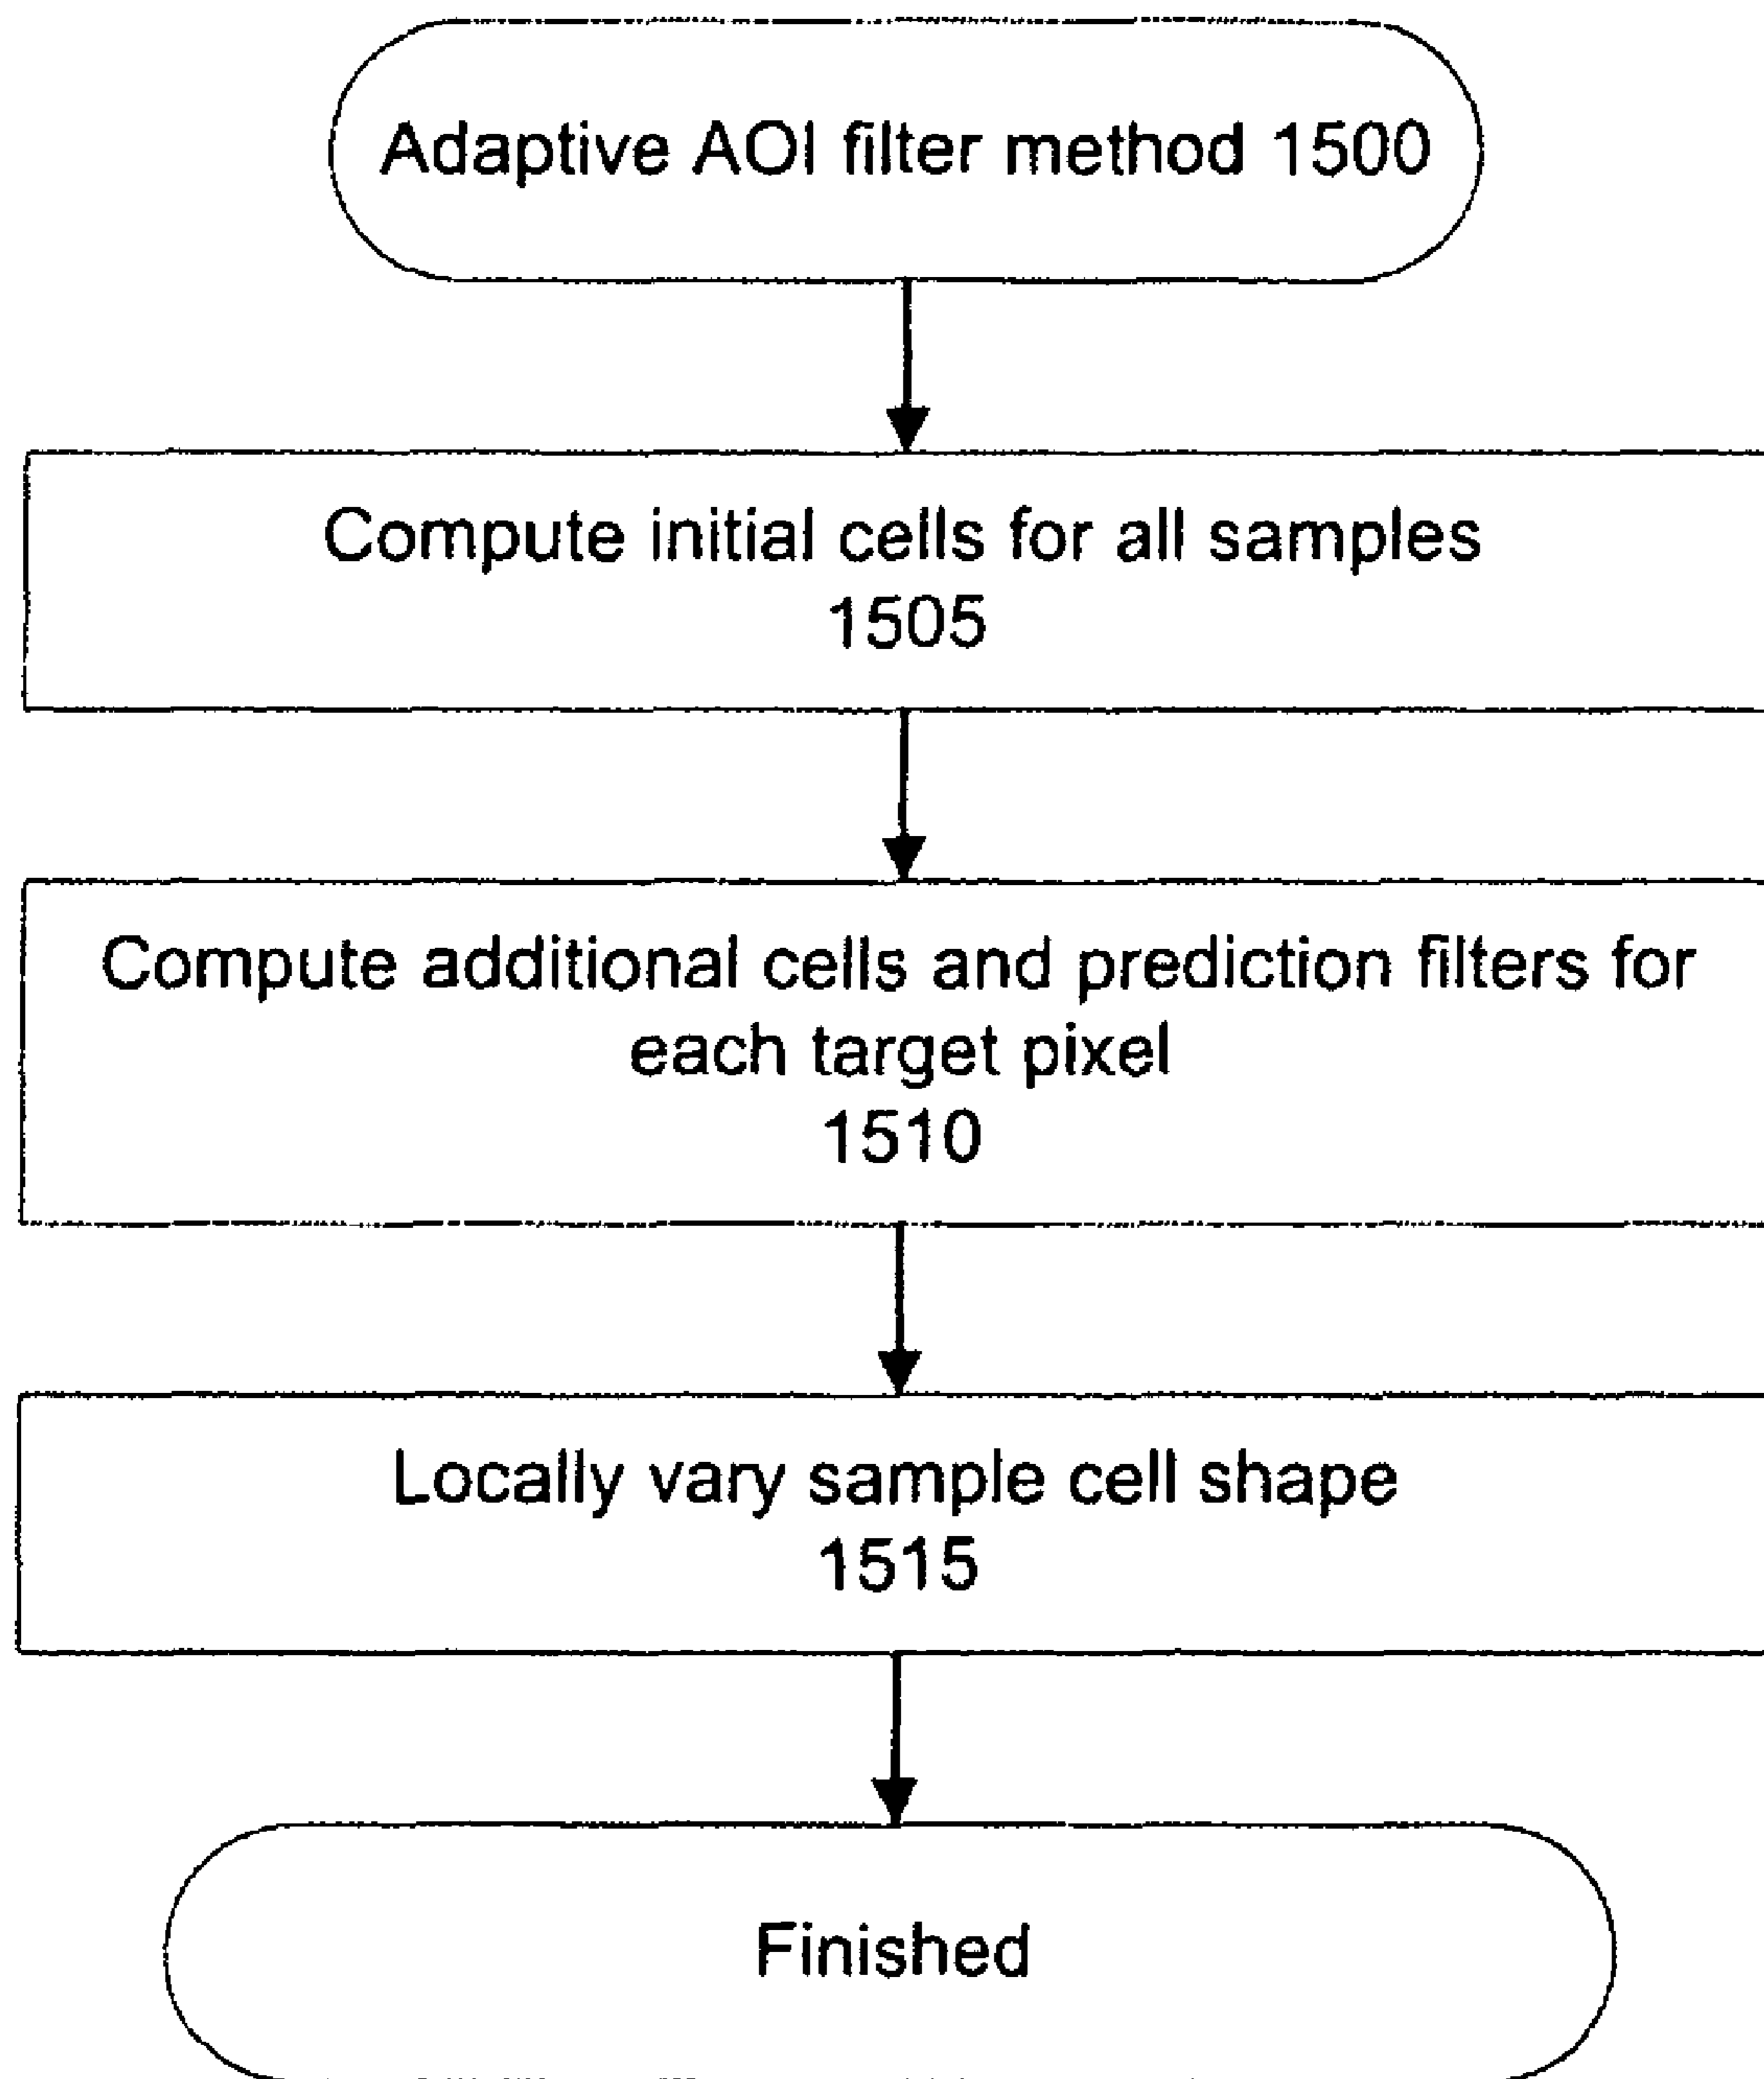 Adaptive AOI filter method 1500
Compute initial cells for all samples
1505
Compute additional cells and prediction filters for
each target pixel
1510
Locally vary sample cell shape
1515
Finished